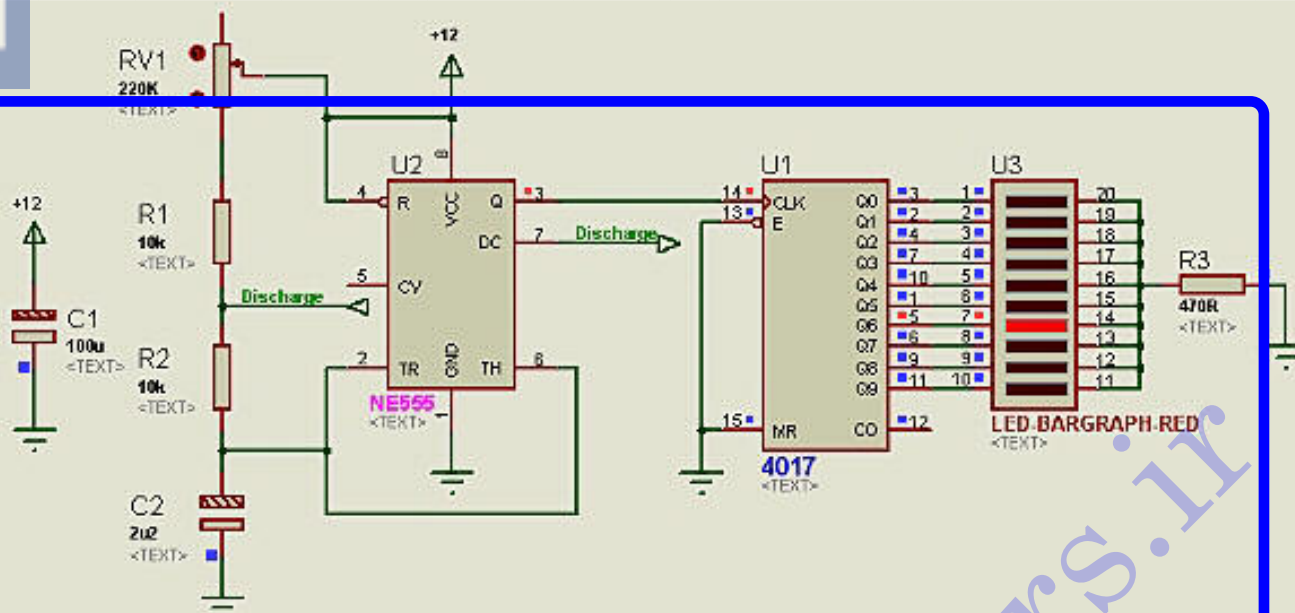 +12
RV1
220K
<TEXT>
U2
U1
U3
8
4
R
VCC
Q
3
14
CLK
13
E
7
DC
Discharge
5
CV
Discharge
2
TR
GND
TH
6
1
NE555
<TEXT>
+12
C1
100u
<TEXT>
R1
10k
<TEXT>
R2
10k
<TEXT>
C2
2u2
<TEXT>
Q0 3 1 20
Q1 2 2 19
Q2 4 3 18
Q3 7 4 17
Q4 10 5 16
Q5 1 6 15
Q6 5 7 14
Q7 6 8 13
Q8 9 9 12
Q9 11 10 11
15 MR CO 12
4017
<TEXT>
LED-BARGRAPH-RED
<TEXT>
R3
470R
<TEXT>
rs.ir